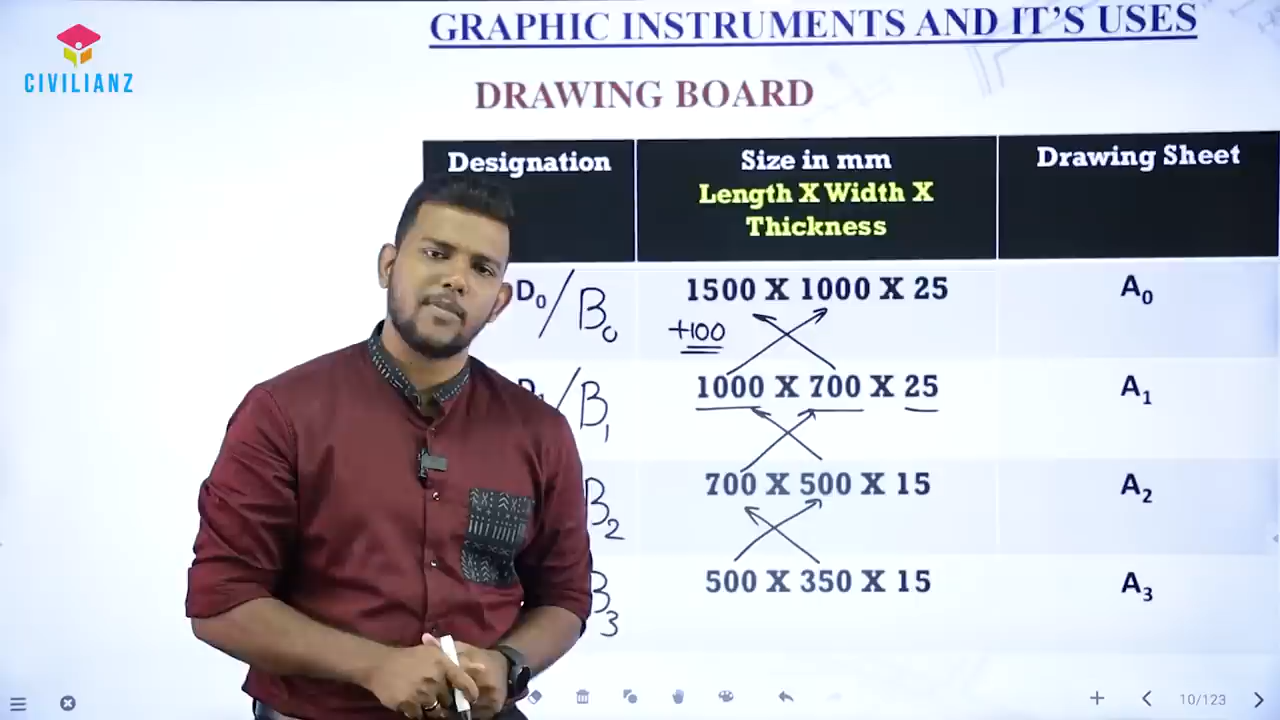 GRAPHIC INSTRUMENTS AND IT'S USES
CIVILIANZ
DRAWING BOARD
Designation Size in mm Drawing Sheet
Length X Width X
Thickness
D0/B0 1500 X 1000 X 25 A0
+100
/B1 1000 X 700 X 25 A1
B2 700 X 500 X 15 A2
B3 500 X 350 X 15 A3
10/123